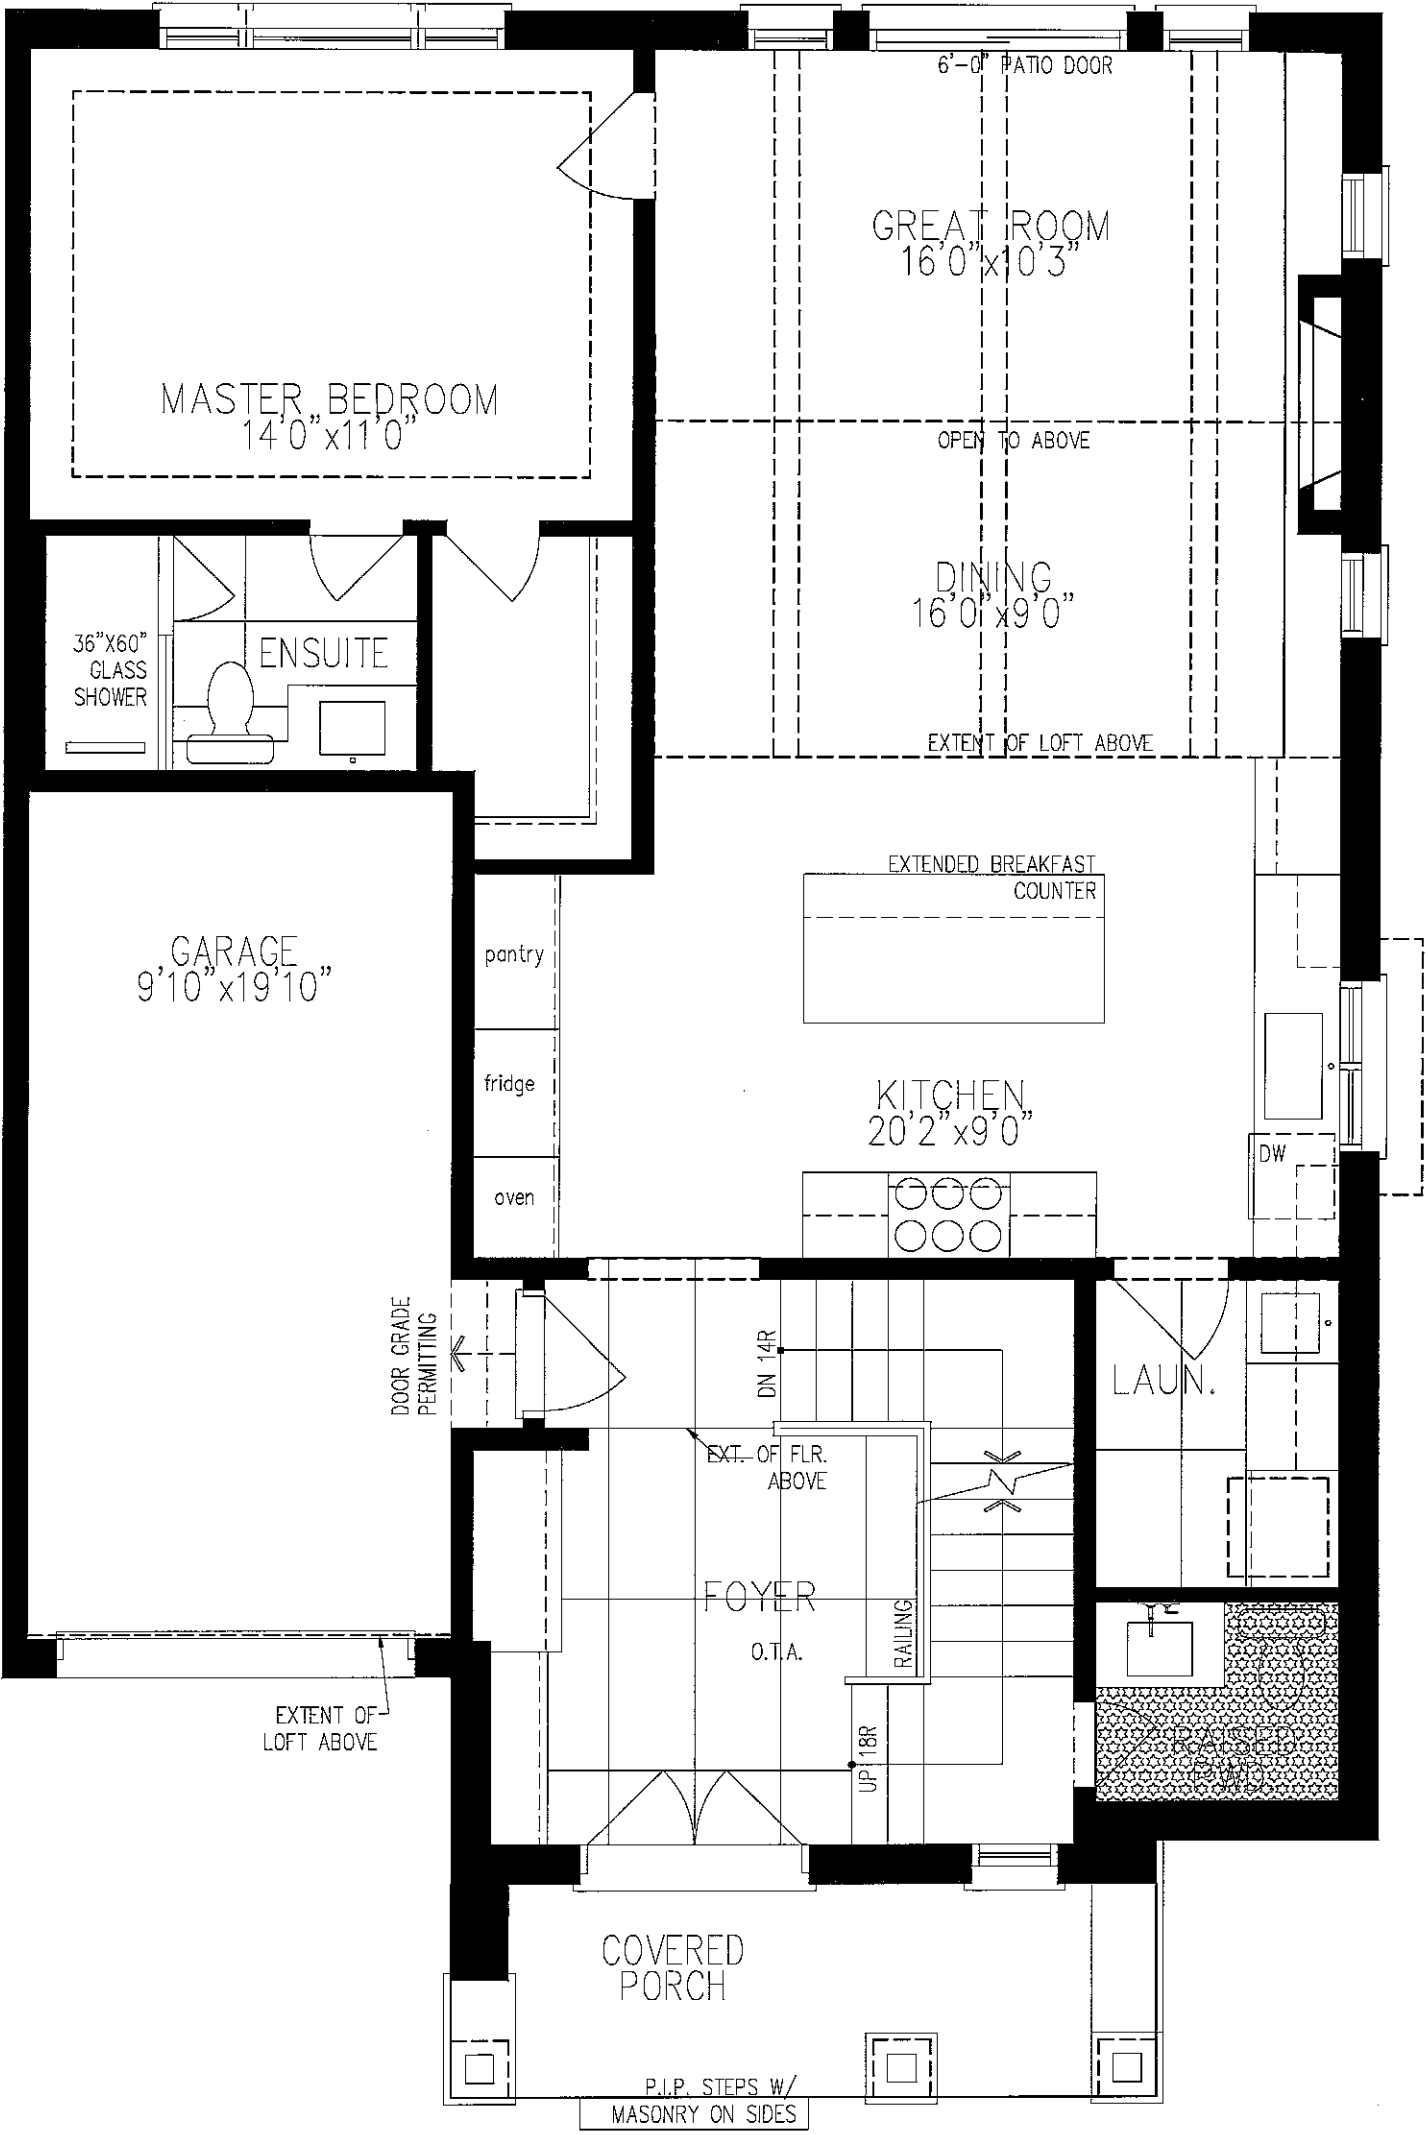 6'-0" PATIO DOOR
GREAT ROOM
16'0"x10'3"
MASTER BEDROOM
14'0"x11'0"
OPEN TO ABOVE
DINING
16'0"x9'0"
36"X60"
GLASS
SHOWER
ENSUITE
EXTENT OF LOFT ABOVE
EXTENDED BREAKFAST
COUNTER
GARAGE
9'10"x19'10"
pantry
fridge
oven
KITCHEN
20'2"x9'0"
DW
DOOR GRADE
PERMITTING
DN 14R
LAUN.
EXT. OF FLR.
ABOVE
FOYER
O.T.A.
RAILING
UP 18R
EXTENT OF
LOFT ABOVE
RAISED
PWD.
COVERED
PORCH
P.I.P. STEPS W/
MASONRY ON SIDES